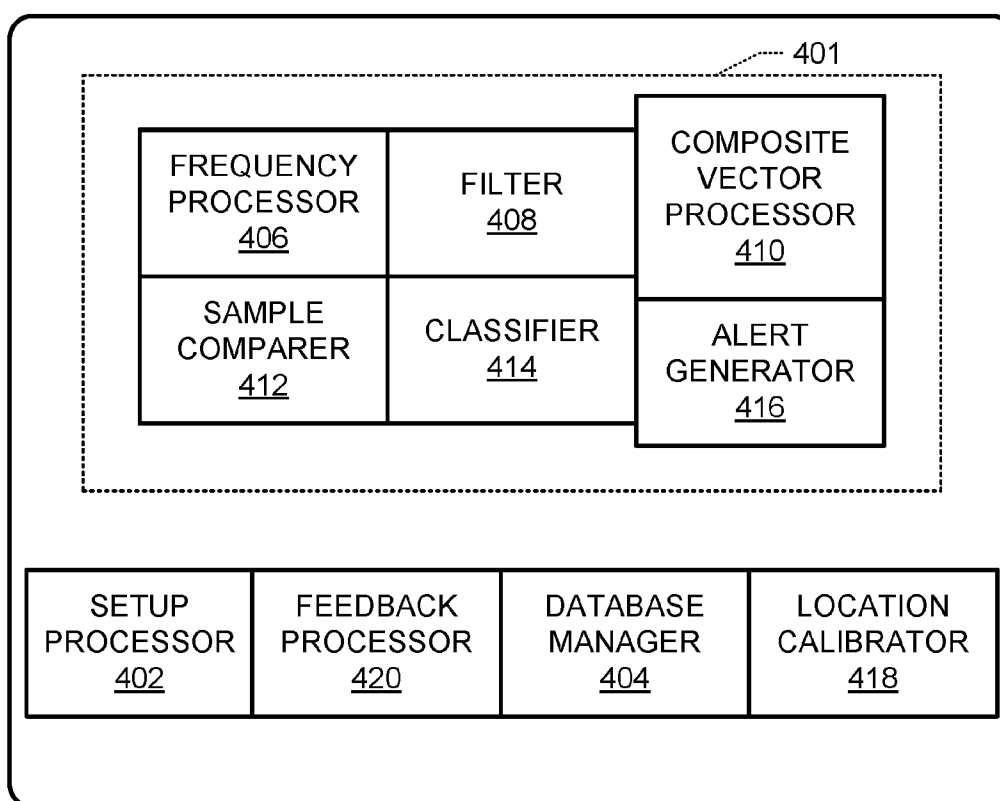 401
FREQUENCY
PROCESSOR
406
FILTER
408
COMPOSITE
VECTOR
PROCESSOR
410
SAMPLE
COMPARER
412
CLASSIFIER
414
ALERT
GENERATOR
416
SETUP
PROCESSOR
402
FEEDBACK
PROCESSOR
420
DATABASE
MANAGER
404
LOCATION
CALIBRATOR
418